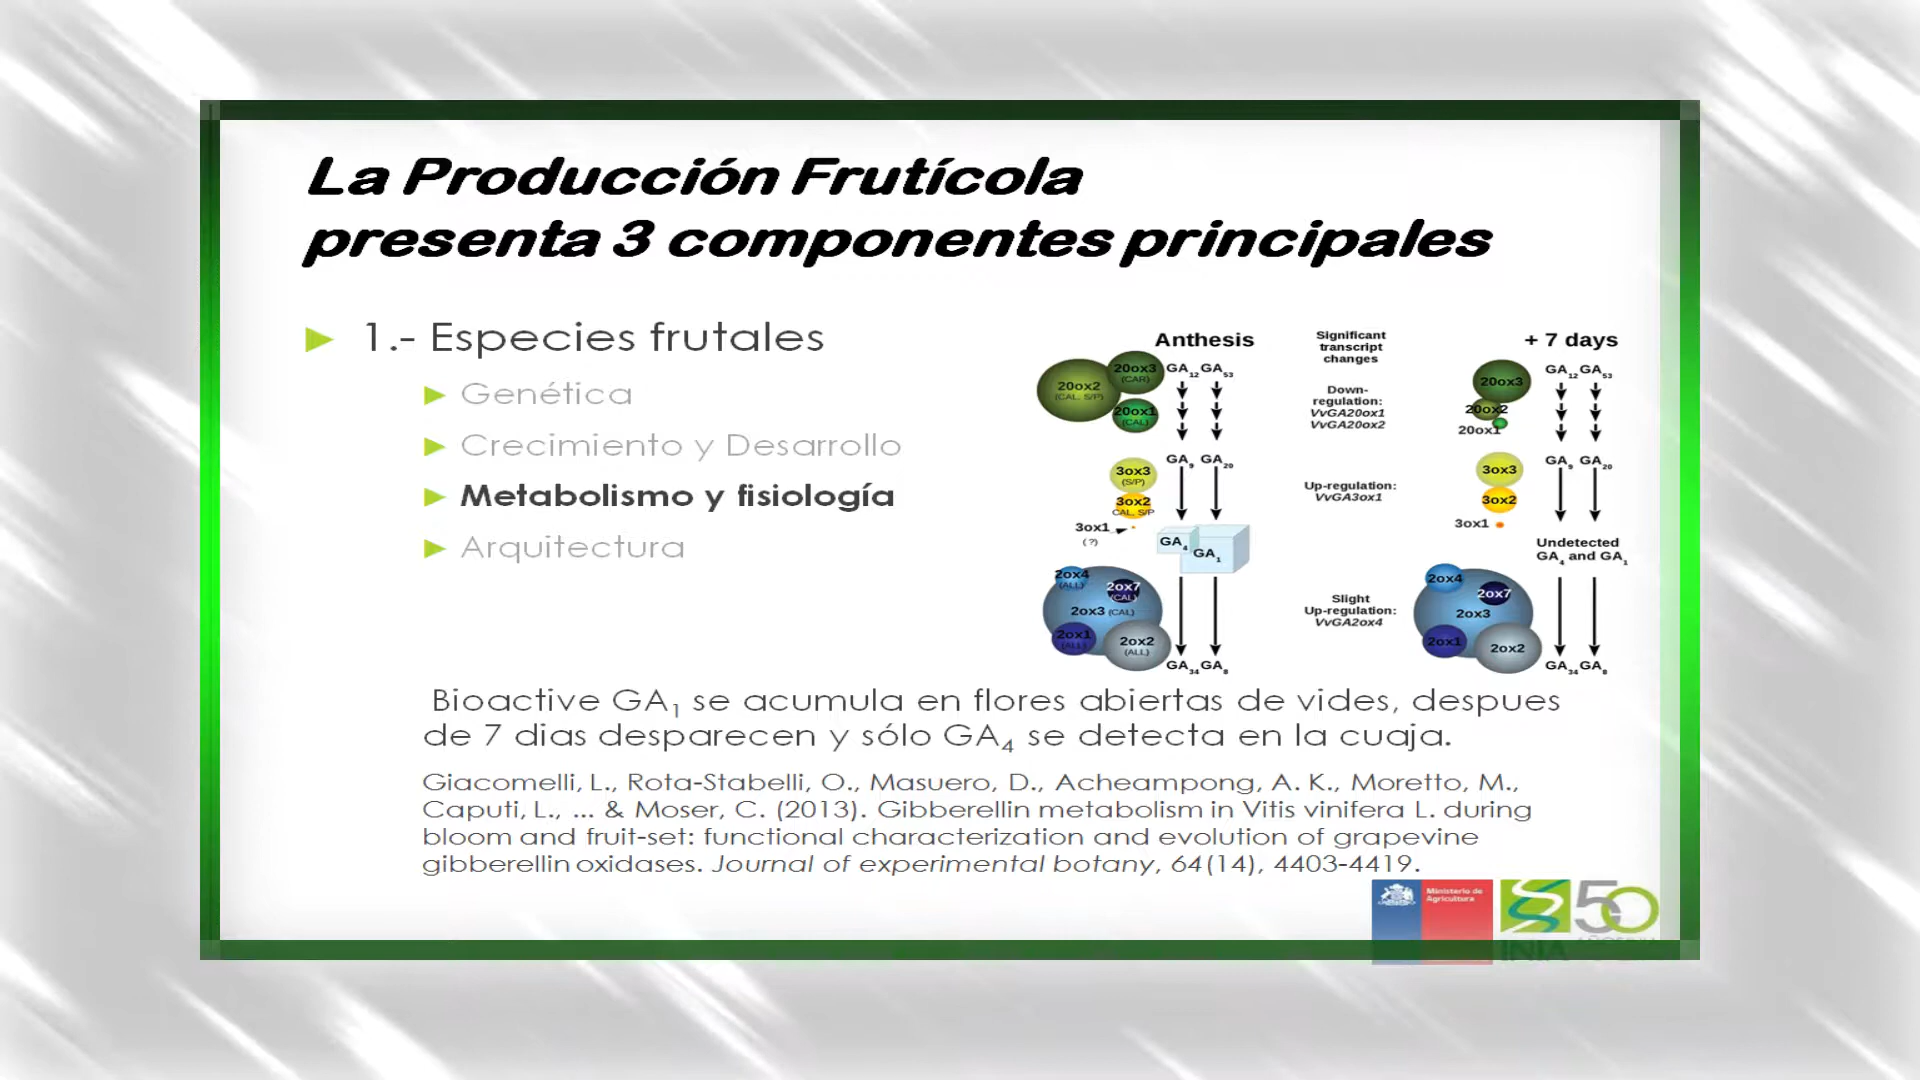 La Producción Frutícola
presenta 3 componentes principales
1.- Especies frutales
Genética
Crecimiento y Desarrollo
Metabolismo y fisiología
Arquitectura
Anthesis
20ox3
(CAR)
20ox2
(CAL, S/P)
20ox1
(CAL)
GA12 GA53
3ox3
(S/P)
3ox2
CAL, S/P
3ox1
(?)
GA9 GA20
GA4
GA1
2ox4
(ALL)
2ox7
(CAL)
2ox3 (CAL)
2ox1
(ALL)
2ox2
(ALL)
GA34 GA8
Significant
transcript
changes
Down-
regulation:
VvGA20ox1
VvGA20ox2
Up-regulation:
VvGA3ox1
Slight
Up-regulation:
VvGA2ox4
+ 7 days
20ox3
20ox2
20ox1
GA12 GA53
3ox3
3ox2
3ox1
GA9 GA20
Undetected
GA4 and GA1
2ox4
2ox7
2ox3
2ox1
2ox2
GA34 GA8
Bioactive GA1 se acumula en flores abiertas de vides, despues
de 7 dias desparecen y sólo GA4 se detecta en la cuaja.
Giacomelli, L., Rota-Stabelli, O., Masuero, D., Acheampong, A. K., Moretto, M.,
Caputi, L., ... & Moser, C. (2013). Gibberellin metabolism in Vitis vinifera L. during
bloom and fruit-set: functional characterization and evolution of grapevine
gibberellin oxidases. Journal of experimental botany, 64(14), 4403-4419.
Ministerio de
Agricultura
50
INIA